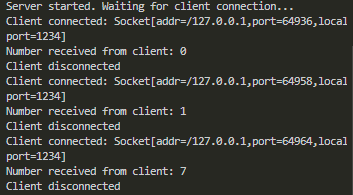 Server started. Waiting for client connection...
Client connected: Socket[addr=/127.0.0.1,port=64936,local
port=1234]
Number received from client: 0
Client disconnected
Client connected: Socket[addr=/127.0.0.1,port=64958,local
port=1234]
Number received from client: 1
Client disconnected
Client connected: Socket[addr=/127.0.0.1,port=64964,local
port=1234]
Number received from client: 7
Client disconnected